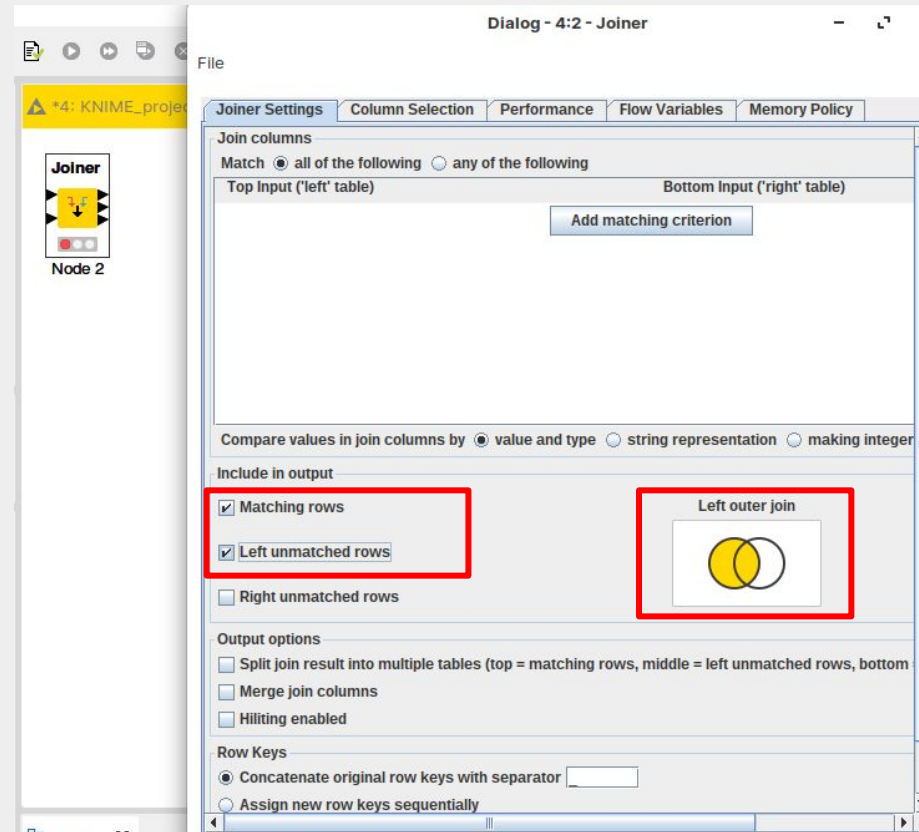 Dialog - 4:2 - Joiner
File
*4: KNIME_projec
Joiner
Node 2
Joiner Settings
Column Selection
Performance
Flow Variables
Memory Policy
Join columns
Match all of the following any of the following
Top Input ('left' table) Bottom Input ('right' table)
Add matching criterion
Compare values in join columns by value and type string representation making integer
Include in output
Matching rows
Left outer join
Left unmatched rows
Right unmatched rows
Output options
Split join result into multiple tables (top = matching rows, middle = left unmatched rows, bottom =
Merge join columns
Hiliting enabled
Row Keys
Concatenate original row keys with separator _
Assign new row keys sequentially